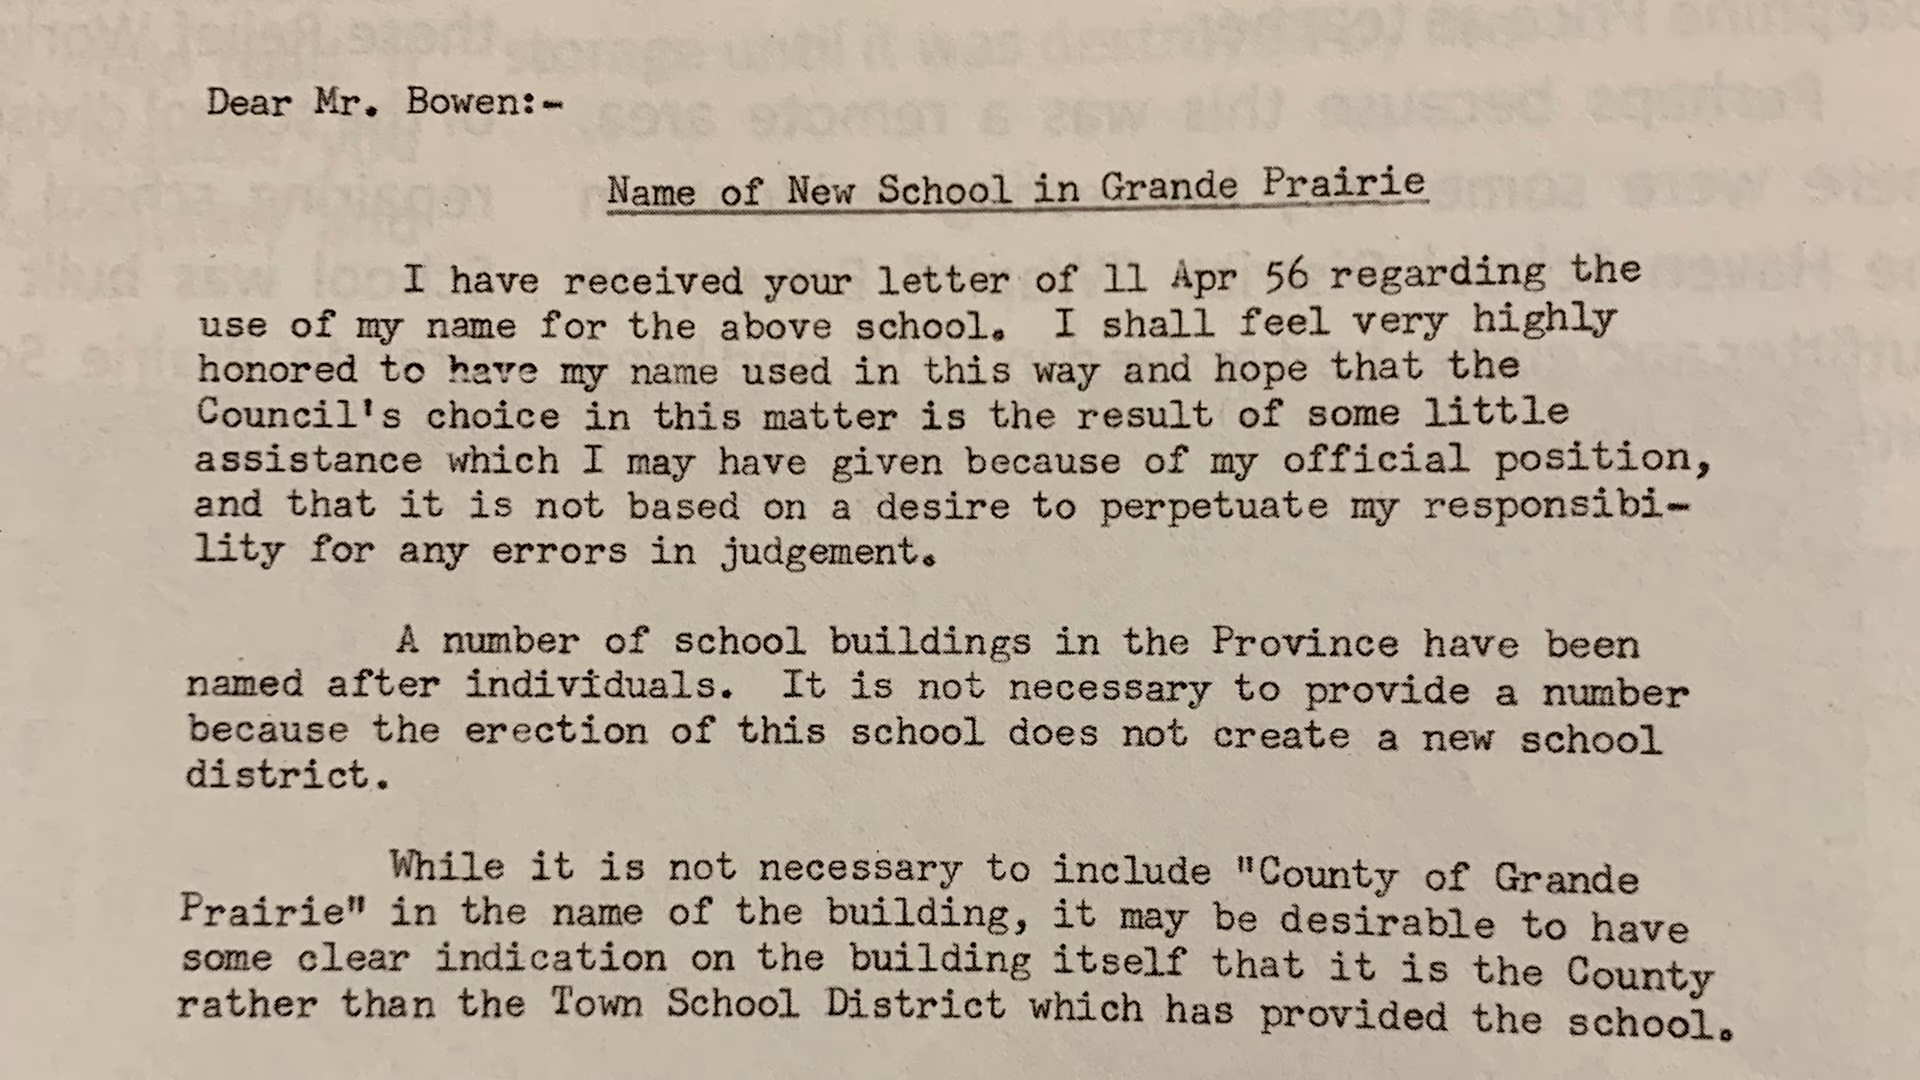 Dear Mr. Bowen:-
Name of New School in Grande Prairie
I have received your letter of 11 Apr 56 regarding the
use of my name for the above school. I shall feel very highly
honored to have my name used in this way and hope that the
Council's choice in this matter is the result of some little
assistance which I may have given because of my official position,
and that it is not based on a desire to perpetuate my responsibi-
lity for any errors in judgement.
A number of school buildings in the Province have been
named after individuals. It is not necessary to provide a number
because the erection of this school does not create a new school
district.
While it is not necessary to include "County of Grande
Prairie" in the name of the building, it may be desirable to have
some clear indication on the building itself that it is the County
rather than the Town School District which has provided the school.